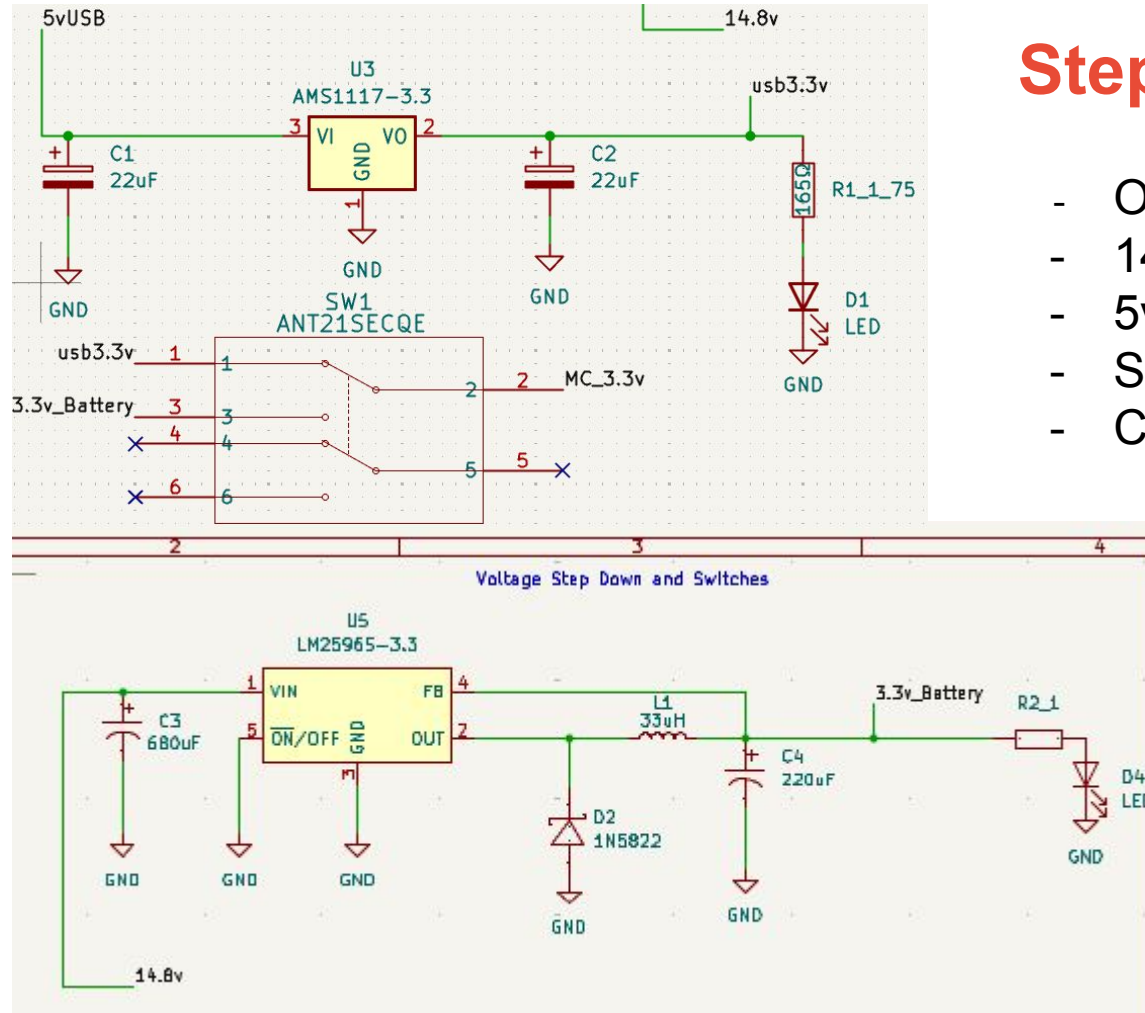 5vUSB
14.8v
U3
AMS1117-3.3
usb3.3v
3 VI VO 2
GND
1
+ C1
22uF
+ C2
22uF
165Ω
R1_1_75
GND
GND
GND
D1
LED
GND
SW1
ANT21SECQE
usb3.3v 1 1
2 2 MC_3.3v
3.3v_Battery 3 3
4 4
5 5
6 6
Step
- O
- 14
- 5v
- S
- C
2 3 4
Voltage Step Down and Switches
U5
LM25965-3.3
1 VIN FB 4
5 ON/OFF GND OUT 2
3
+ C3
680uF
L1
33uH
3.3v_Battery
R2_1
+ C4
220uF
D2
1N5822
D4
LE
GND
GND
GND
GND
GND
GND
14.8v